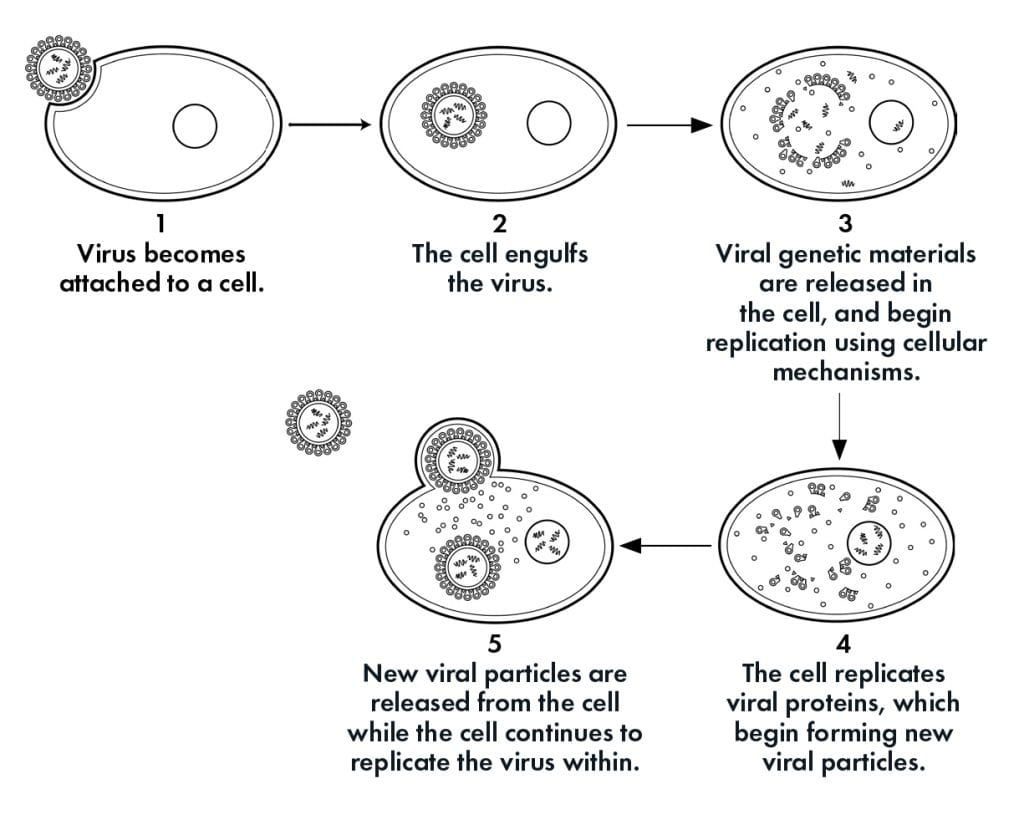 1
Virus becomes
attached to a cell.
2
The cell engulfs
the virus.
3
Viral genetic materials
are released in
the cell, and begin
replication using cellular
mechanisms.
4
The cell replicates
viral proteins, which
begin forming new
viral particles.
5
New viral particles are
released from the cell
while the cell continues to
replicate the virus within.